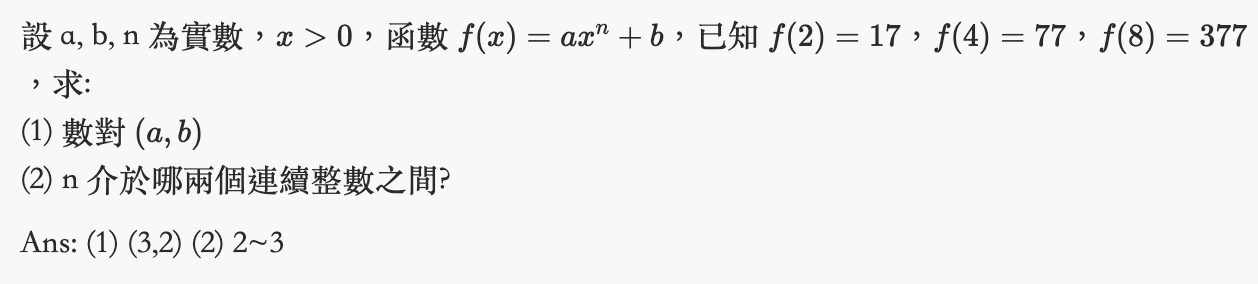 設 a, b, n 為實數，x > 0，函數 f(x) = axⁿ + b，已知 f(2) = 17，f(4) = 77，f(8) = 377
，求:
(1) 數對 (a, b)
(2) n 介於哪兩個連續整數之間?
Ans: (1) (3,2) (2) 2~3